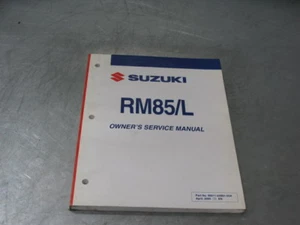 SUZUKI
RM85/L
OWNER'S SERVICE MANUAL